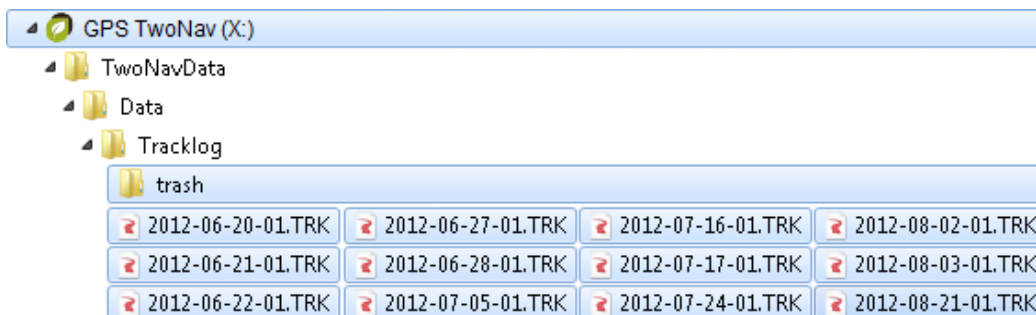 GPS TwoNav (X:)
TwoNavData
Data
Tracklog
trash
2012-06-20-01.TRK 2012-06-27-01.TRK 2012-07-16-01.TRK 2012-08-02-01.TRK
2012-06-21-01.TRK 2012-06-28-01.TRK 2012-07-17-01.TRK 2012-08-03-01.TRK
2012-06-22-01.TRK 2012-07-05-01.TRK 2012-07-24-01.TRK 2012-08-21-01.TRK